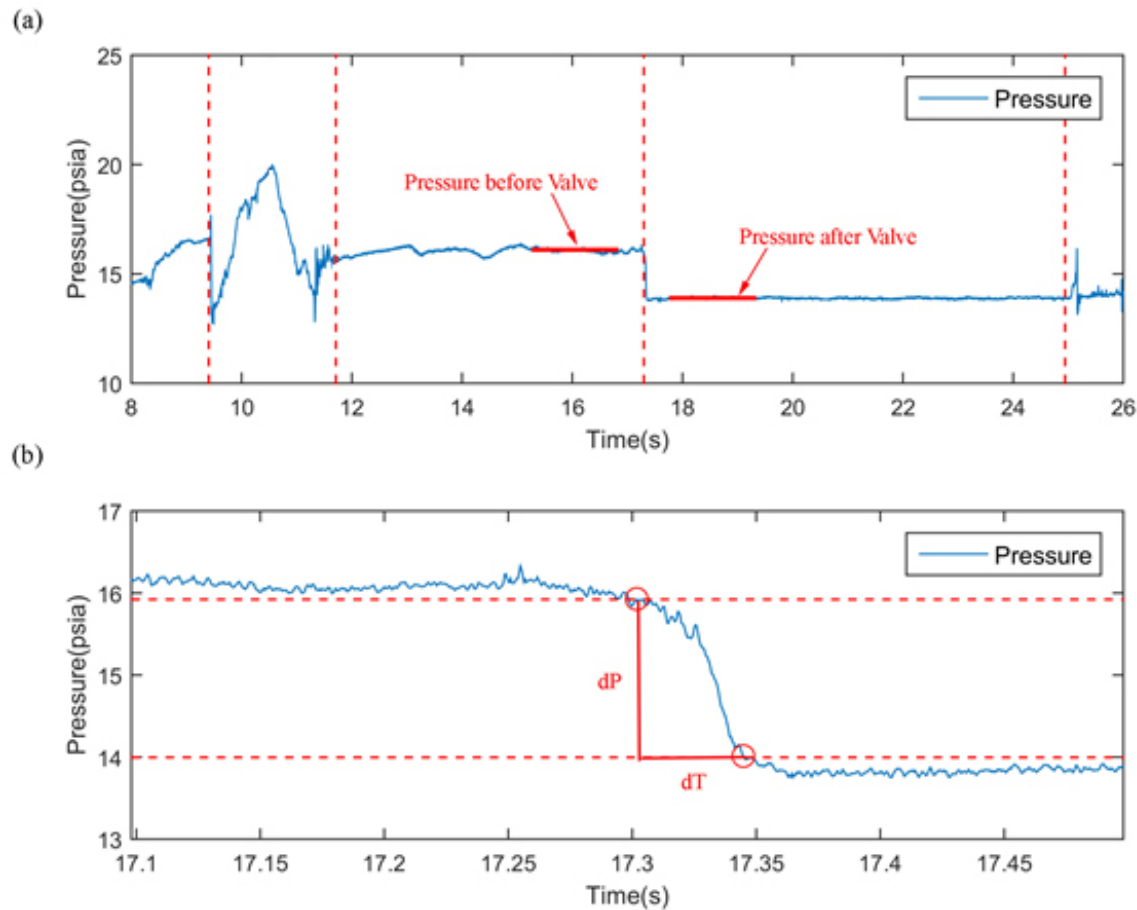 (a)
25
20
15
10
Pressure(psia)
Pressure
Pressure before Valve
Pressure after Valve
8 10 12 14 16 18 20 22 24 26
Time(s)
(b)
17
16
15
14
13
Pressure(psia)
Pressure
dP
dT
17.1 17.15 17.2 17.25 17.3 17.35 17.4 17.45
Time(s)